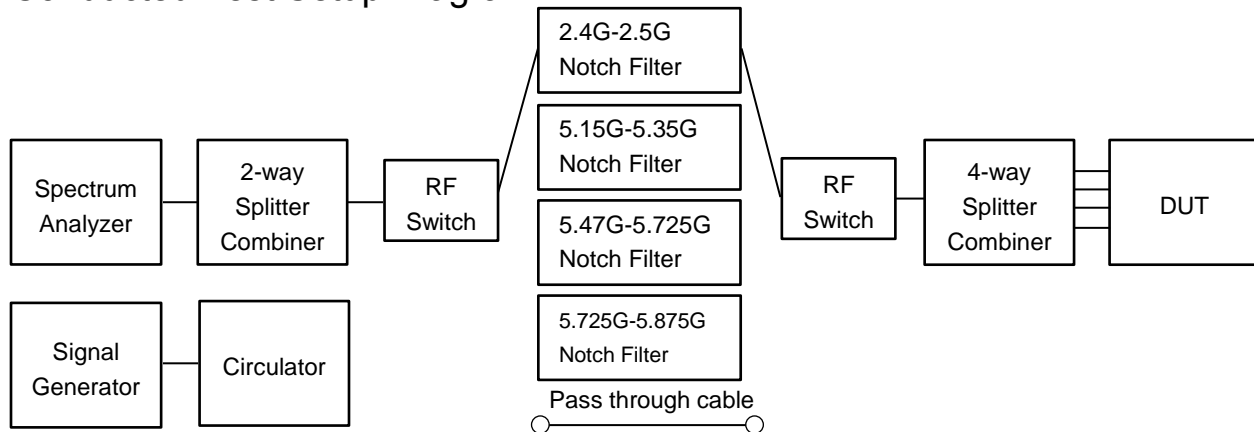 2.4G-2.5G
Notch Filter
5.15G-5.35G
Notch Filter
5.47G-5.725G
Notch Filter
5.725G-5.875G
Notch Filter
Pass through cable
Spectrum
Analyzer
2-way
Splitter
Combiner
RF
Switch
RF
Switch
4-way
Splitter
Combiner
DUT
Signal
Generator
Circulator